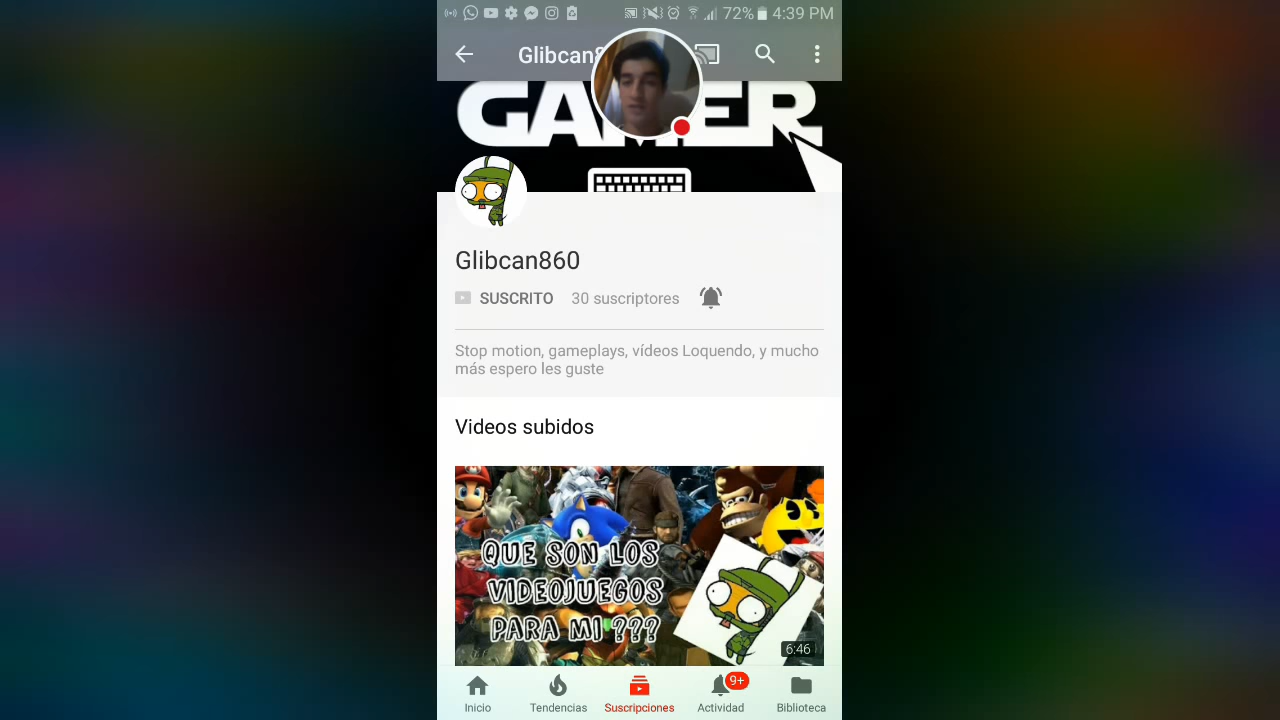 72% 4:39 PM
Glibcan8
GAMER
Glibcan860
SUSCRITO 30 suscriptores
Stop motion, gameplays, vídeos Loquendo, y mucho
más espero les guste
Videos subidos
QUE SON LOS
VIDEOJUEGOS
PARA MI ???
6:46
9+
Inicio Tendencias Suscripciones Actividad Biblioteca